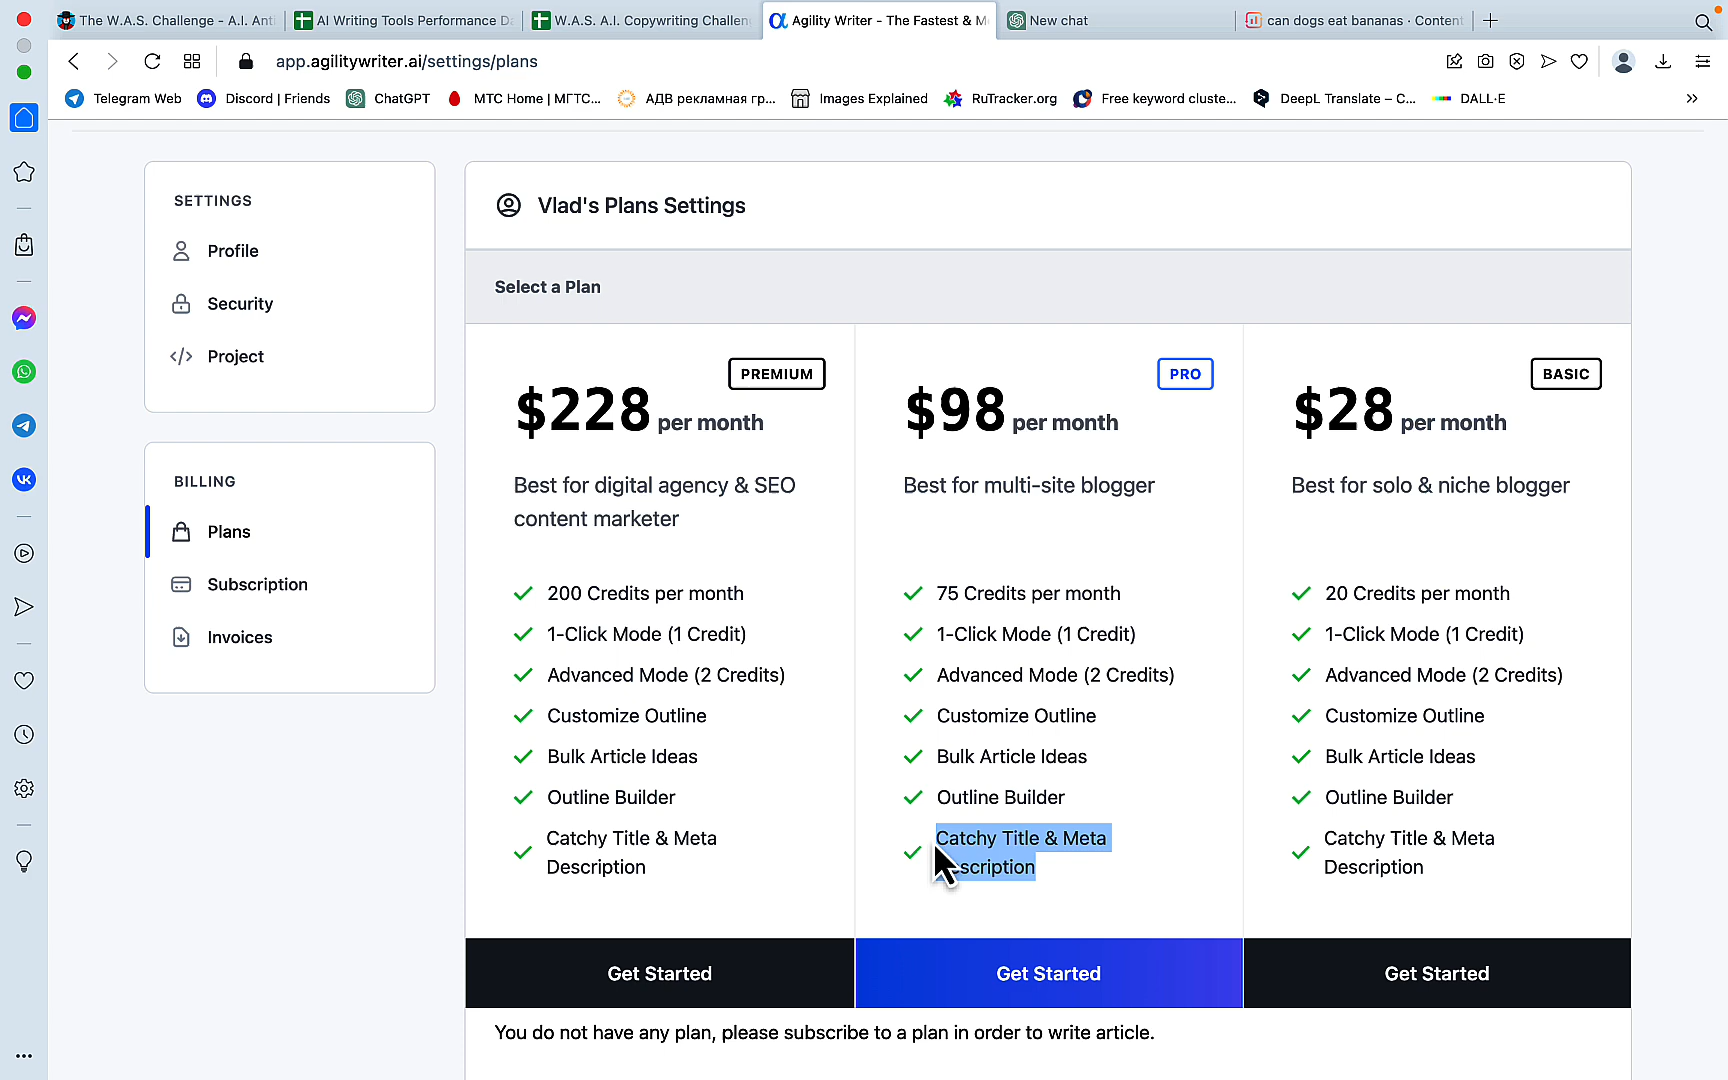 The W.A.S. Challenge - A.I. Ant
AI Writing Tools Performance Da
W.A.S. A.I. Copywriting Challen
Agility Writer - The Fastest & M
New chat
can dogs eat bananas · Content
app.agilitywriter.ai/settings/plans
Telegram Web
Discord | Friends
ChatGPT
МТС Home | МГТС...
АДВ рекламная гр...
Images Explained
RuTracker.org
Free keyword cluste...
DeepL Translate – C...
DALL·E
SETTINGS
Profile
Security
Project
BILLING
Plans
Subscription
Invoices
Vlad's Plans Settings
Select a Plan
PREMIUM
$228 per month
Best for digital agency & SEO
content marketer
200 Credits per month
1-Click Mode (1 Credit)
Advanced Mode (2 Credits)
Customize Outline
Bulk Article Ideas
Outline Builder
Catchy Title & Meta
Description
Get Started
PRO
$98 per month
Best for multi-site blogger
75 Credits per month
1-Click Mode (1 Credit)
Advanced Mode (2 Credits)
Customize Outline
Bulk Article Ideas
Outline Builder
Catchy Title & Meta
Description
Get Started
BASIC
$28 per month
Best for solo & niche blogger
20 Credits per month
1-Click Mode (1 Credit)
Advanced Mode (2 Credits)
Customize Outline
Bulk Article Ideas
Outline Builder
Catchy Title & Meta
Description
Get Started
You do not have any plan, please subscribe to a plan in order to write article.